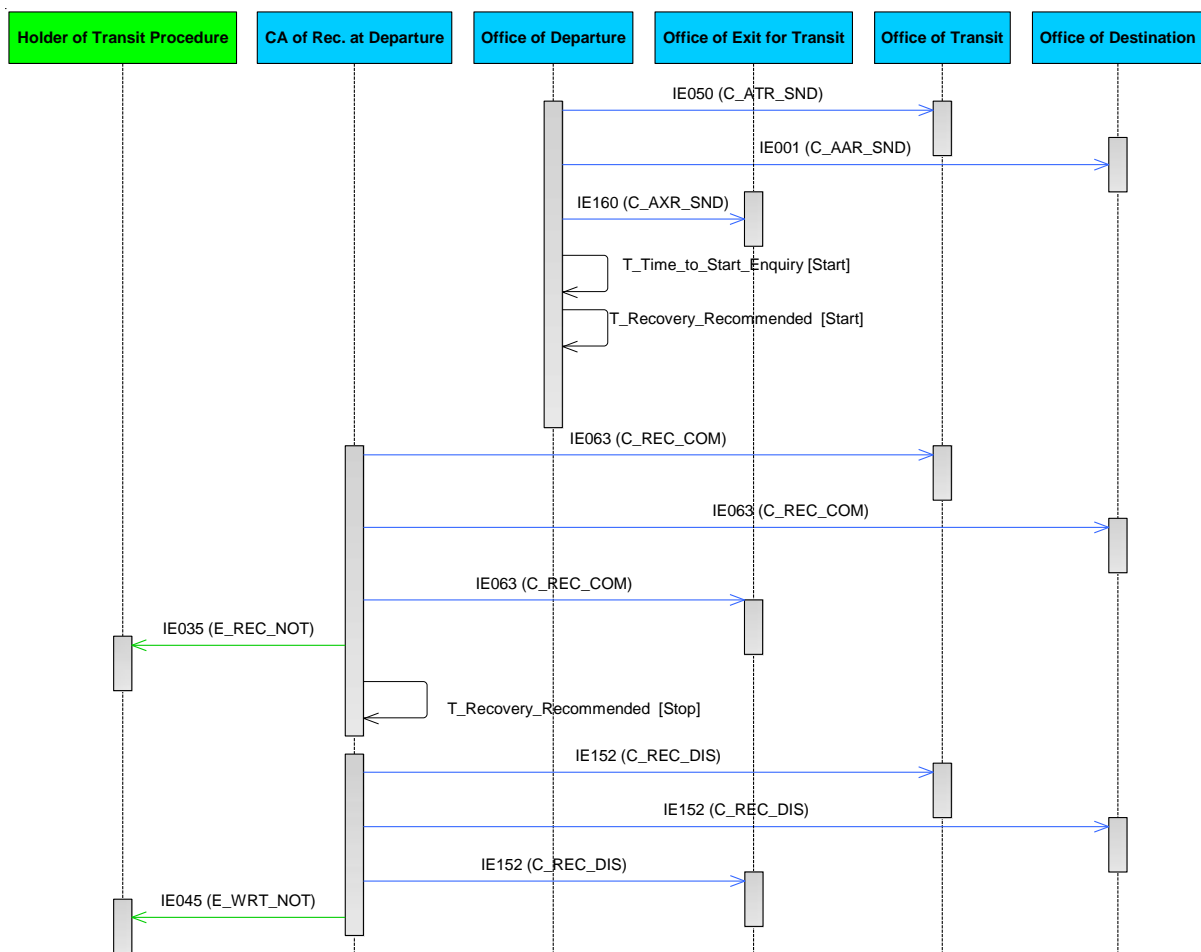 Holder of Transit Procedure
CA of Rec. at Departure
Office of Departure
Office of Exit for Transit
Office of Transit
Office of Destination
IE050 (C_ATR_SND)
IE001 (C_AAR_SND)
IE160 (C_AXR_SND)
T_Time_to_Start_Enquiry [Start]
T_Recovery_Recommended [Start]
IE063 (C_REC_COM)
IE063 (C_REC_COM)
IE063 (C_REC_COM)
IE035 (E_REC_NOT)
T_Recovery_Recommended [Stop]
IE152 (C_REC_DIS)
IE152 (C_REC_DIS)
IE152 (C_REC_DIS)
IE045 (E_WRT_NOT)